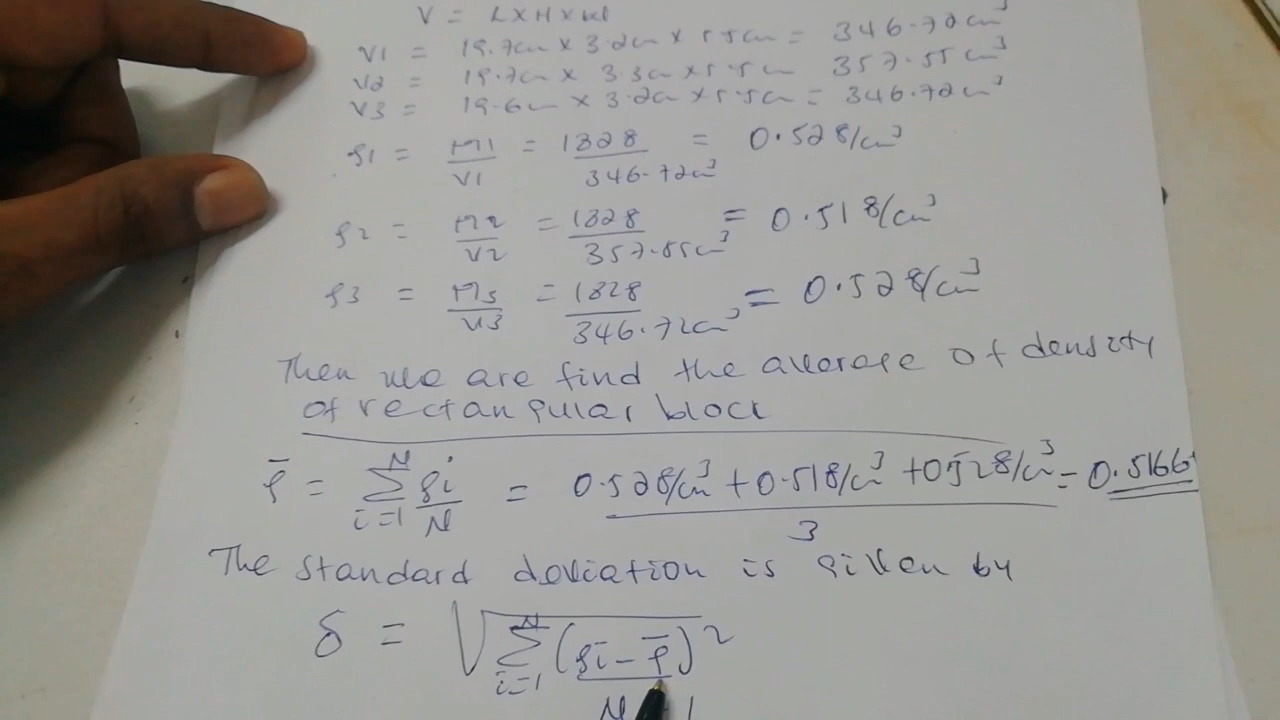 V = L x H x W
V1 = 19.7cm x 3.2cm x 5.5cm = 346.72cm³
V2 = 19.7cm x 3.3cm x 5.5cm 357.55cm³
V3 = 19.6cm x 3.2cm x 5.5cm = 346.72cm³
ρ1 = M1/V1 = 182g/346.72cm³ = 0.52g/cm³
ρ2 = M2/V2 = 182g/357.55cm³ = 0.51g/cm³
ρ3 = M3/V3 = 182g/346.72cm³ = 0.52g/cm³
Then we are find the average of density
of rectangular block
ρ̄ = Σ_{i=1}^{N} ρi/N = (0.52g/cm³ + 0.51g/cm³ + 0.52g/cm³)/3 = 0.5166
The standard deviation is given by
δ = √(Σ_{i=1}^{N} (ρi - ρ̄)²/N - 1)